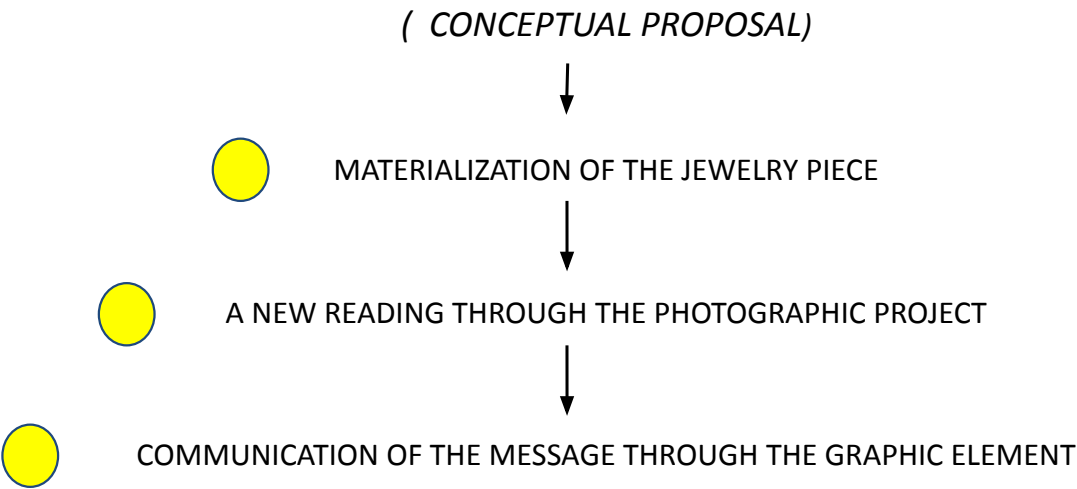 ( CONCEPTUAL PROPOSAL)
MATERIALIZATION OF THE JEWELRY PIECE
A NEW READING THROUGH THE PHOTOGRAPHIC PROJECT
COMMUNICATION OF THE MESSAGE THROUGH THE GRAPHIC ELEMENT